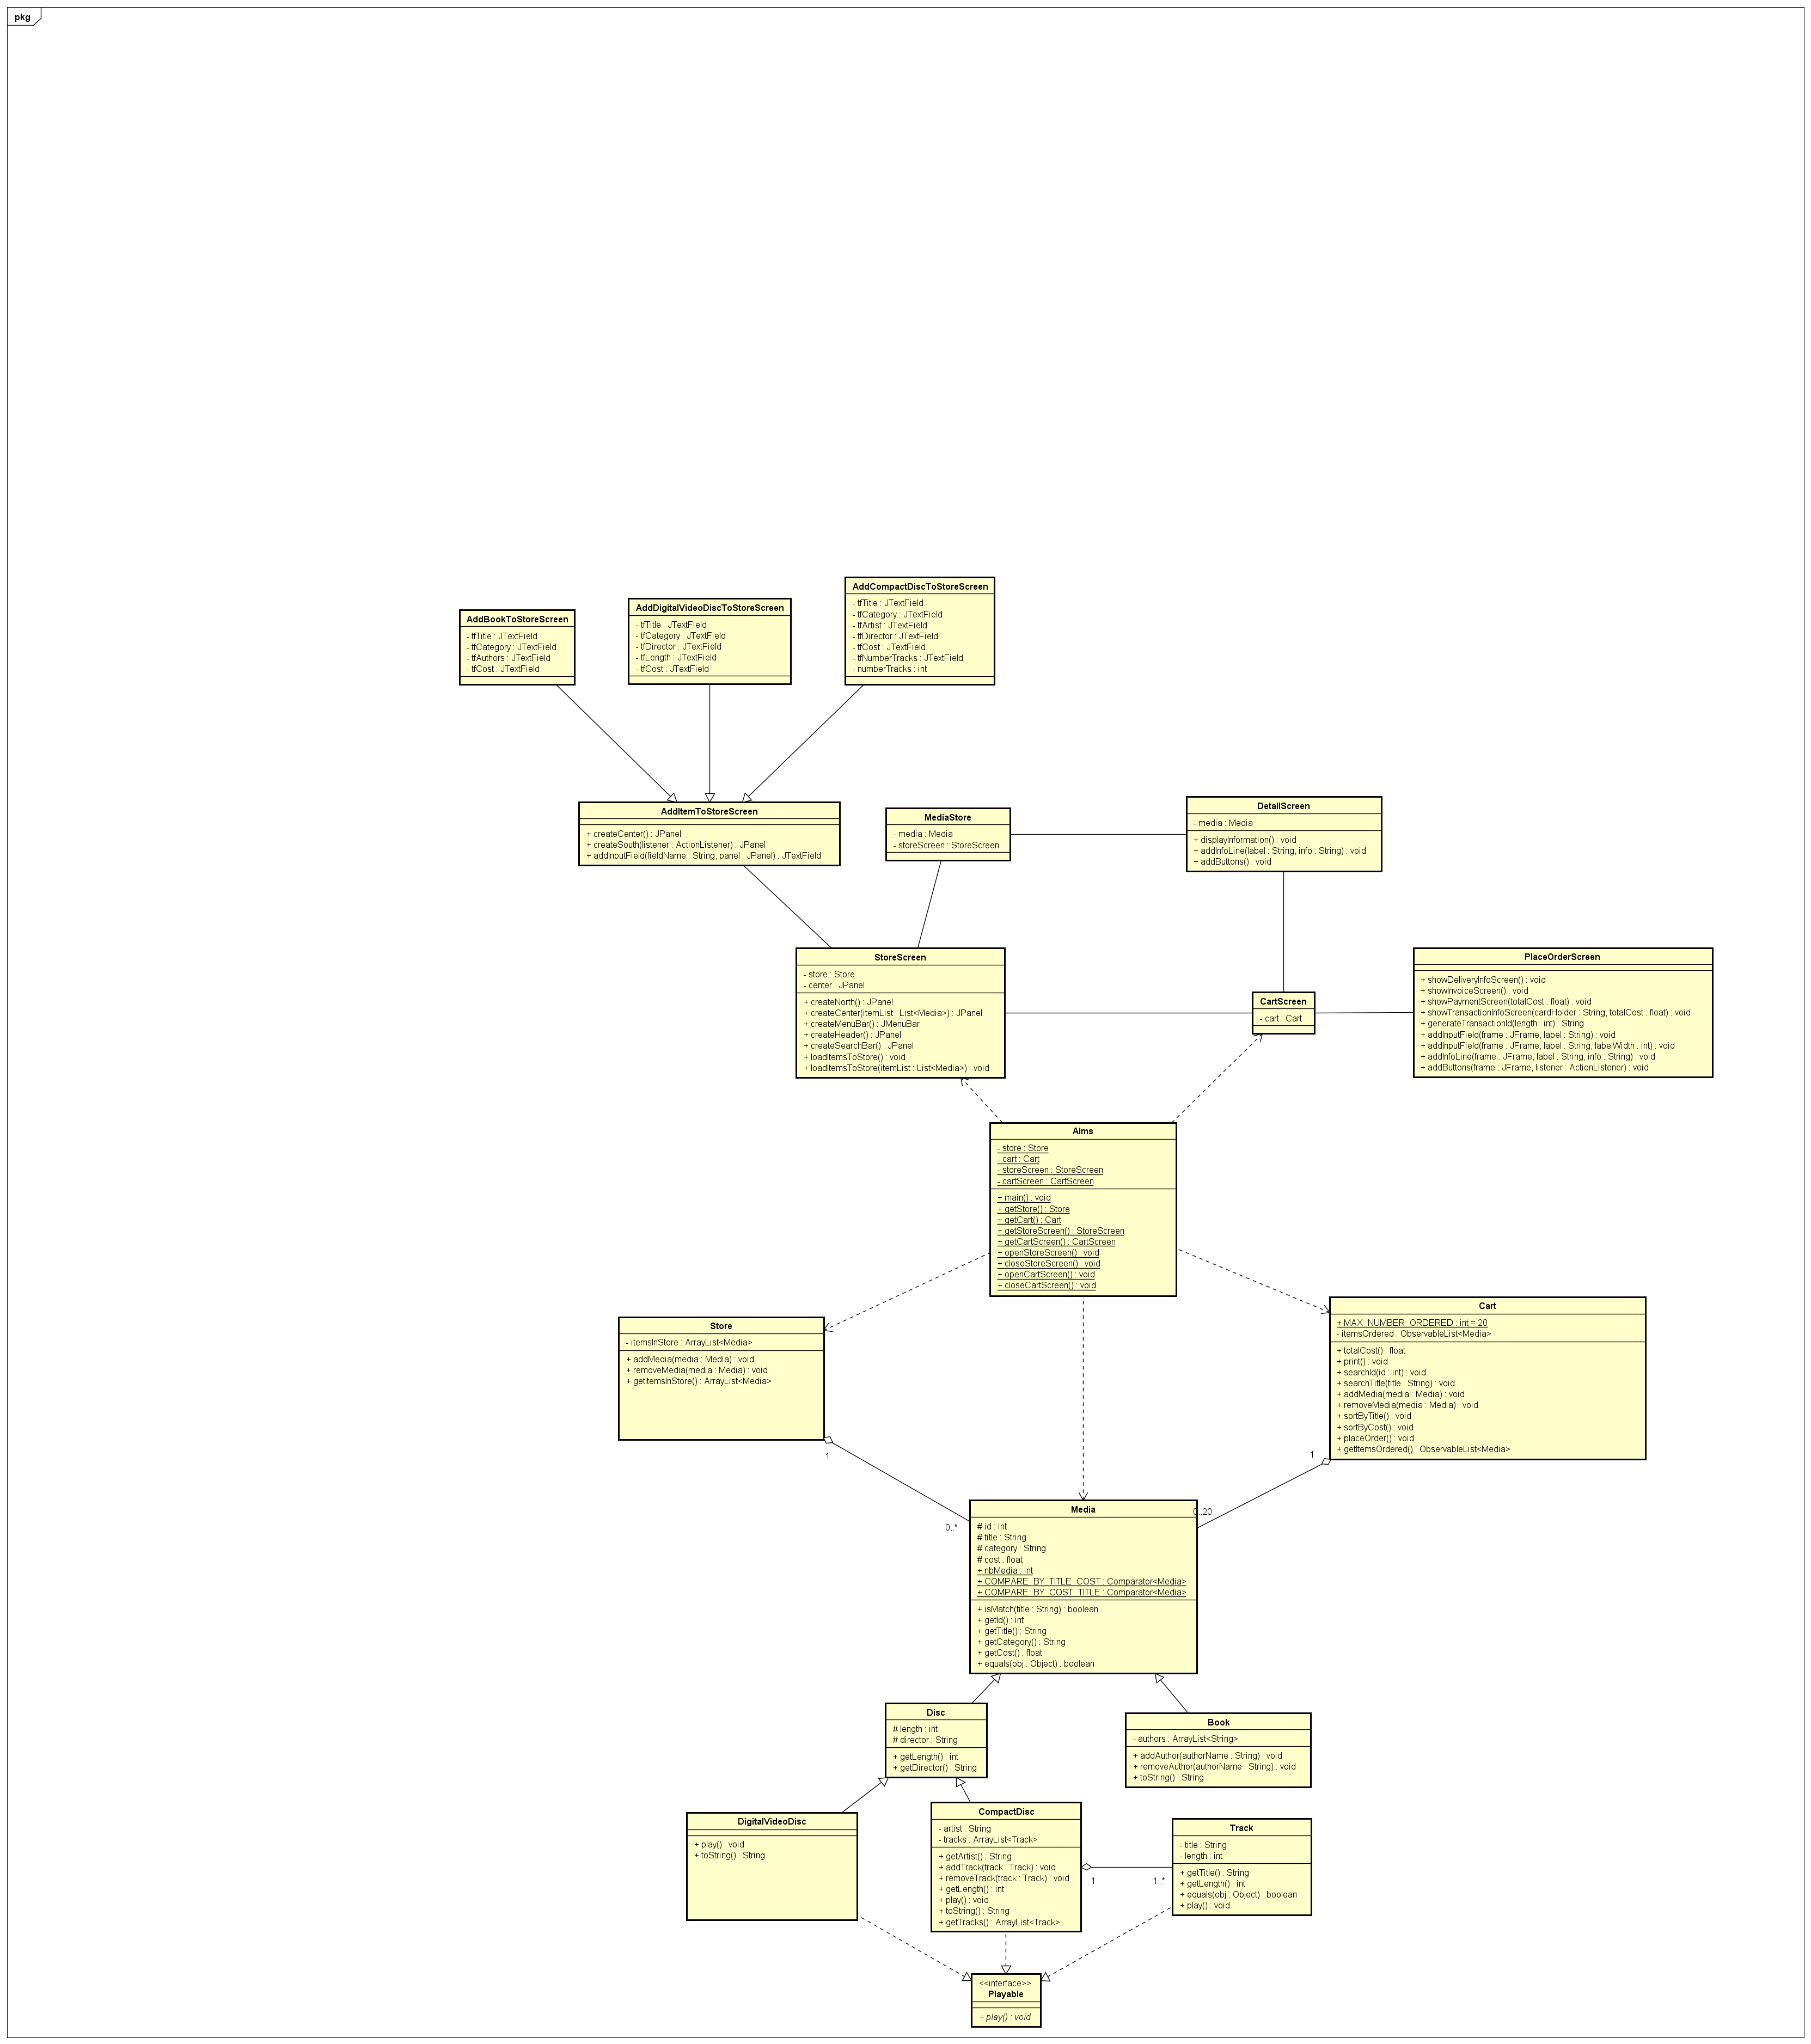 pkg
AddBookToStoreScreen
- tfTitle : JTextField
- tfCategory : JTextField
- tfAuthors : JTextField
- tfCost : JTextField
AddDigitalVideoDiscToStoreScreen
- tfTitle : JTextField
- tfCategory : JTextField
- tfDirector : JTextField
- tfLength : JTextField
- tfCost : JTextField
AddCompactDiscToStoreScreen
- tfTitle : JTextField
- tfCategory : JTextField
- tfArtist : JTextField
- tfDirector : JTextField
- tfCost : JTextField
- tfNumberTracks : JTextField
- numberTracks : int
AddItemToStoreScreen
+ createCenter() : JPanel
+ createSouth(listener : ActionListener) : JPanel
+ addInputField(fieldName : String, panel : JPanel) : JTextField
MediaStore
- media : Media
- storeScreen : StoreScreen
DetailScreen
- media : Media
+ displayInformation() : void
+ addInfoLine(label : String, info : String) : void
+ addButtons() : void
StoreScreen
- store : Store
- center : JPanel
+ createNorth() : JPanel
+ createCenter(itemList : List<Media>) : JPanel
+ createMenuBar() : JMenuBar
+ createHeader() : JPanel
+ createSearchBar() : JPanel
+ loadItemsToStore() : void
+ loadItemsToStore(itemList : List<Media>) : void
CartScreen
- cart : Cart
PlaceOrderScreen
+ showDeliveryInfoScreen() : void
+ showInvoiceScreen() : void
+ showPaymentScreen(totalCost : float) : void
+ showTransactionInfoScreen(cardHolder : String, totalCost : float) : void
+ generateTransactionId(length : int) : String
+ addInputField(frame : JFrame, label : String) : void
+ addInputField(frame : JFrame, label : String, labelWidth : int) : void
+ addInfoLine(frame : JFrame, label : String, info : String) : void
+ addButtons(frame : JFrame, listener : ActionListener) : void
Aims
- store : Store
- cart : Cart
- storeScreen : StoreScreen
- cartScreen : CartScreen
+ main() : void
+ getStore() : Store
+ getCart() : Cart
+ getStoreScreen() : StoreScreen
+ getCartScreen() : CartScreen
+ openStoreScreen() : void
+ closeStoreScreen() : void
+ openCartScreen() : void
+ closeCartScreen() : void
Store
- itemsInStore : ArrayList<Media>
+ addMedia(media : Media) : void
+ removeMedia(media : Media) : void
+ getItemsInStore() : ArrayList<Media>
Cart
+ MAX_NUMBER_ORDERED : int = 20
- itemsOrdered : ObservableList<Media>
+ totalCost() : float
+ print() : void
+ searchId(id : int) : void
+ searchTitle(title : String) : void
+ addMedia(media : Media) : void
+ removeMedia(media : Media) : void
+ sortByTitle() : void
+ sortByCost() : void
+ placeOrder() : void
+ getItemsOrdered() : ObservableList<Media>
1
0..*
1
0..20
Media
# id : int
# title : String
# category : String
# cost : float
+ nbMedia : int
+ COMPARE_BY_TITLE_COST : Comparator<Media>
+ COMPARE_BY_COST_TITLE : Comparator<Media>
+ isMatch(title : String) : boolean
+ getId() : int
+ getTitle() : String
+ getCategory() : String
+ getCost() : float
+ equals(obj : Object) : boolean
Disc
# length : int
# director : String
+ getLength() : int
+ getDirector() : String
Book
- authors : ArrayList<String>
+ addAuthor(authorName : String) : void
+ removeAuthor(authorName : String) : void
+ toString() : String
DigitalVideoDisc
+ play() : void
+ toString() : String
CompactDisc
- artist : String
- tracks : ArrayList<Track>
+ getArtist() : String
+ addTrack(track : Track) : void
+ removeTrack(track : Track) : void
+ getLength() : int
+ play() : void
+ toString() : String
+ getTracks() : ArrayList<Track>
1
1..*
Track
- title : String
- length : int
+ getTitle() : String
+ getLength() : int
+ equals(obj : Object) : boolean
+ play() : void
<<interface>>
Playable
+ play() : void